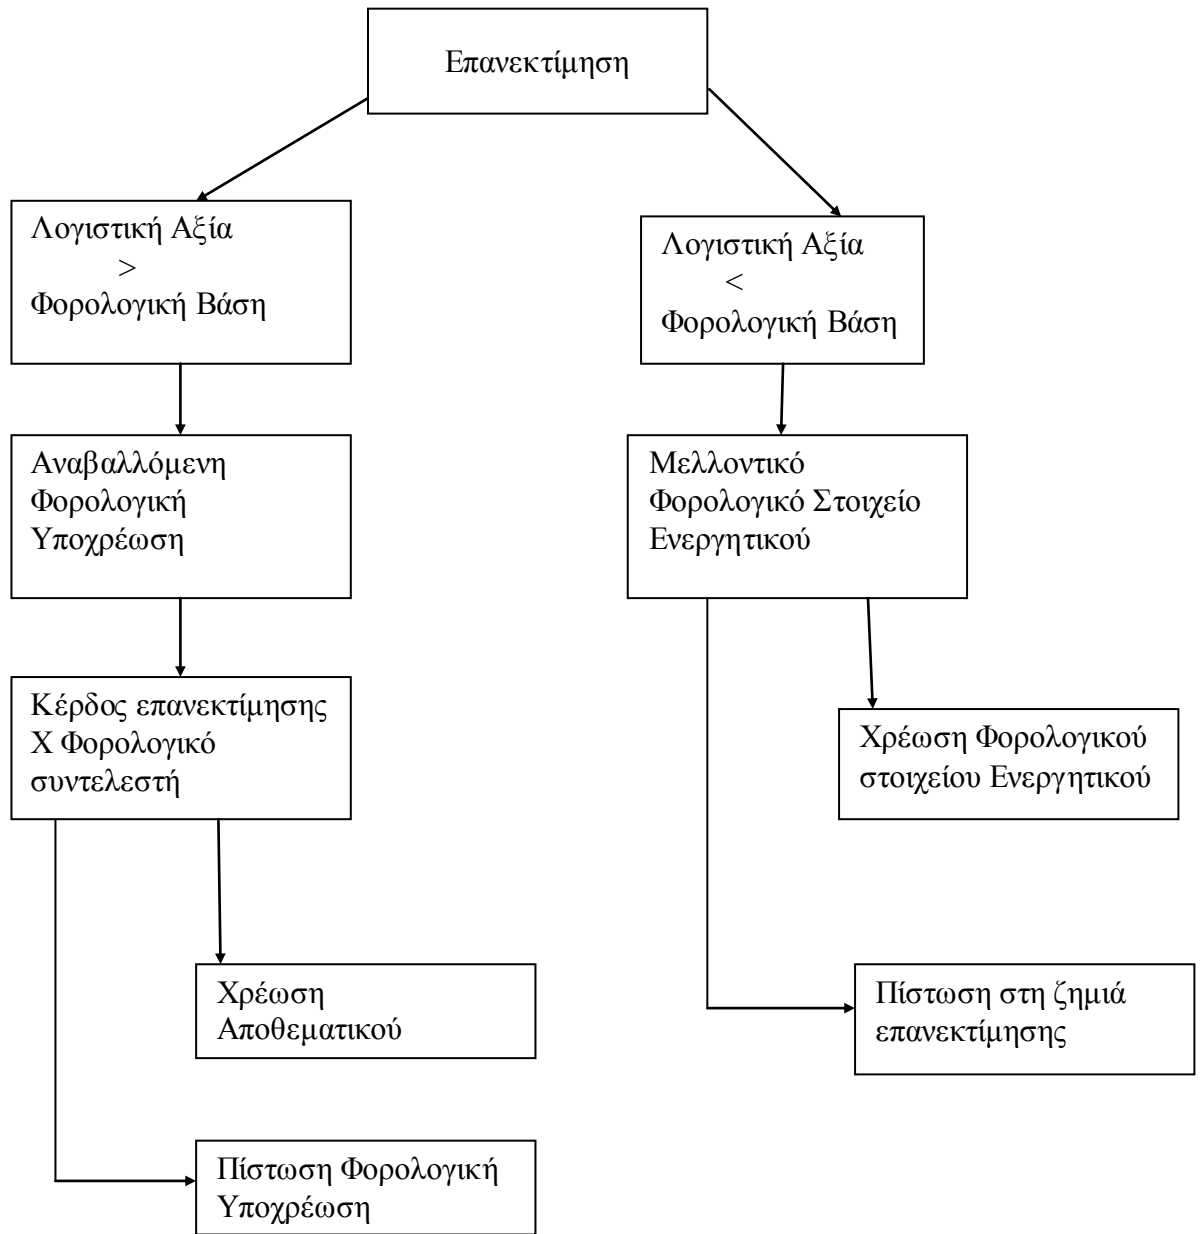 Επανεκτίμηση
Λογιστική Αξία
>
Φορολογική Βάση
Λογιστική Αξία
<
Φορολογική Βάση
Αναβαλλόμενη
Φορολογική
Υποχρέωση
Μελλοντικό
Φορολογικό Στοιχείο
Ενεργητικού
Κέρδος επανεκτίμησης
Χ Φορολογικό
συντελεστή
Χρέωση Φορολογικού
στοιχείου Ενεργητικού
Χρέωση
Αποθεματικού
Πίστωση στη ζημιά
επανεκτίμησης
Πίστωση Φορολογική
Υποχρέωση